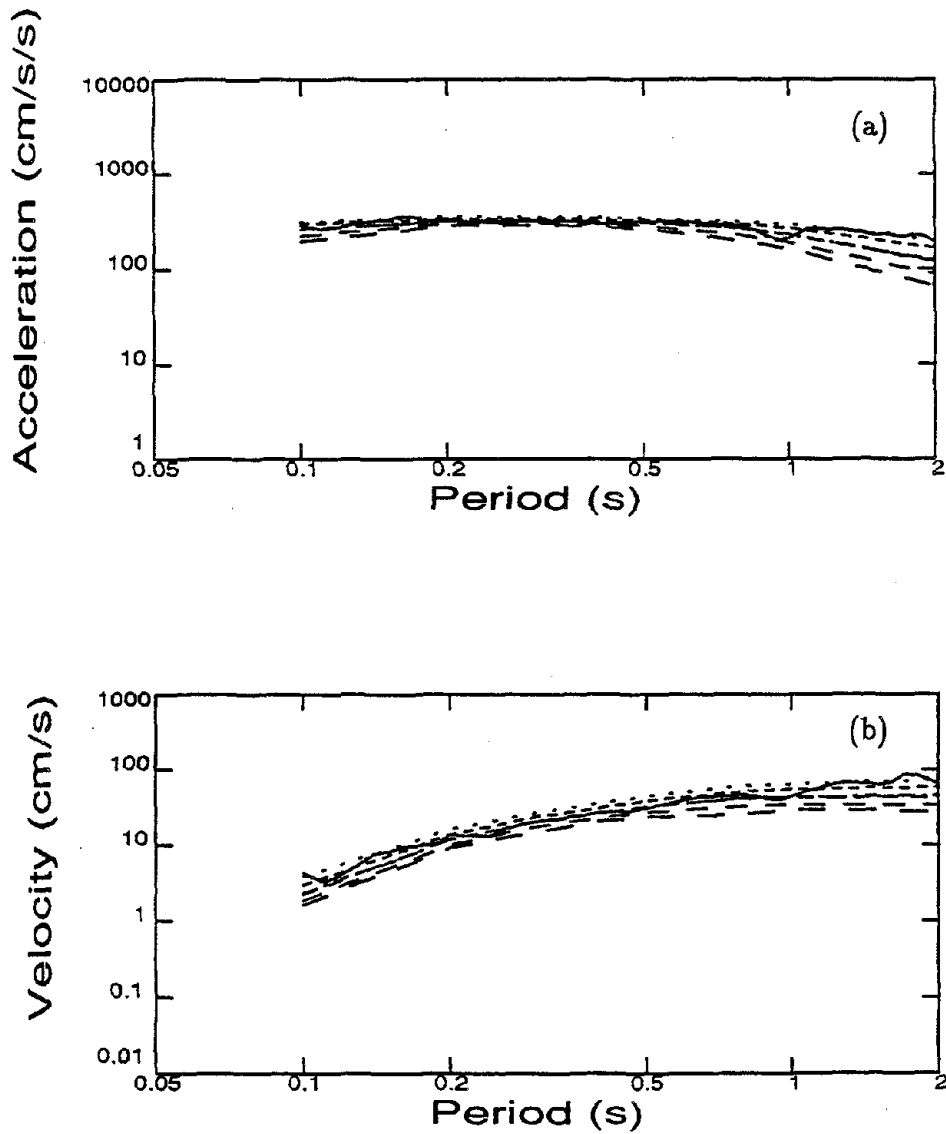 Acceleration (cm/s/s)
10000
1000
100
10
1
(a)
0.05 0.1 0.2 0.5 1 2
Period (s)
Velocity (cm/s)
1000
100
10
1
0.1
0.01
(b)
0.05 0.1 0.2 0.5 1 2
Period (s)